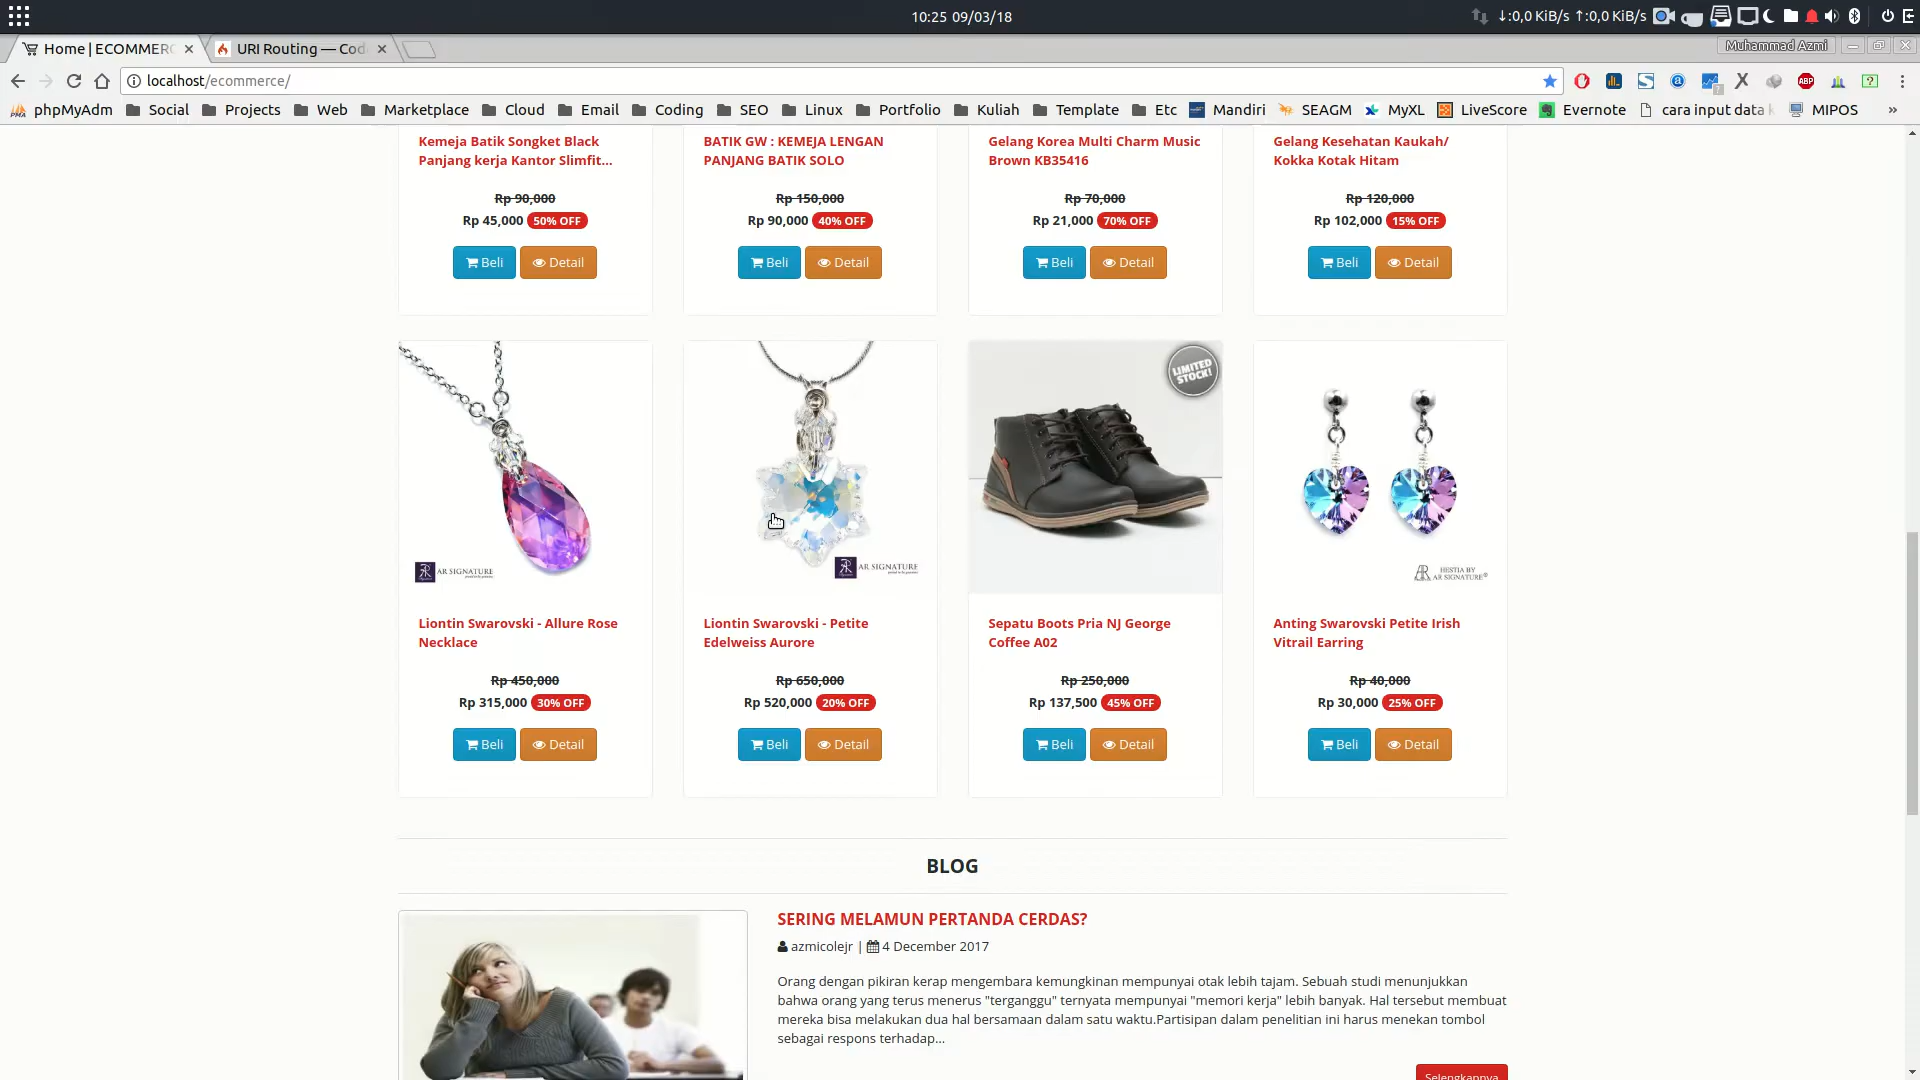 10:25 09/03/18
↓:0,0 KiB/s ↑:0,0 KiB/s
Home | ECOMMERC
URI Routing — Cod
Muhammad Azmi
localhost/ecommerce/
phpMyAdm Social Projects Web Marketplace Cloud Email Coding SEO Linux Portfolio Kuliah Template Etc Mandiri SEAGM MyXL LiveScore Evernote cara input data k MIPOS »
Kemeja Batik Songket Black
Panjang kerja Kantor Slimfit...
Rp 90,000
Rp 45,000 50% OFF
Beli Detail
BATIK GW : KEMEJA LENGAN
PANJANG BATIK SOLO
Rp 150,000
Rp 90,000 40% OFF
Beli Detail
Gelang Korea Multi Charm Music
Brown KB35416
Rp 70,000
Rp 21,000 70% OFF
Beli Detail
Gelang Kesehatan Kaukah/
Kokka Kotak Hitam
Rp 120,000
Rp 102,000 15% OFF
Beli Detail
AR SIGNATURE
Liontin Swarovski - Allure Rose
Necklace
Rp 450,000
Rp 315,000 30% OFF
Beli Detail
AR SIGNATURE
Liontin Swarovski - Petite
Edelweiss Aurore
Rp 650,000
Rp 520,000 20% OFF
Beli Detail
LIMITED
STOCK!
Sepatu Boots Pria NJ George
Coffee A02
Rp 250,000
Rp 137,500 45% OFF
Beli Detail
HESTIA BY
AR SIGNATURE®
Anting Swarovski Petite Irish
Vitrail Earring
Rp 40,000
Rp 30,000 25% OFF
Beli Detail
BLOG
SERING MELAMUN PERTANDA CERDAS?
azmicolejr | 4 December 2017
Orang dengan pikiran kerap mengembara kemungkinan mempunyai otak lebih tajam. Sebuah studi menunjukkan
bahwa orang yang terus menerus "terganggu" ternyata mempunyai "memori kerja" lebih banyak. Hal tersebut membuat
mereka bisa melakukan dua hal bersamaan dalam satu waktu.Partisipan dalam penelitian ini harus menekan tombol
sebagai respons terhadap...
Selengkapnya